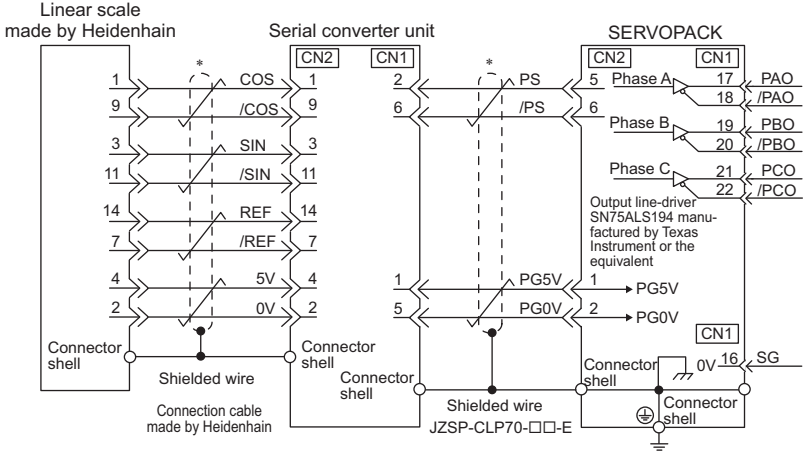 Linear scale
made by Heidenhain
Serial converter unit
SERVOPACK
CN2
CN1
CN2
CN1
*
*
1
COS
1
2
PS
5
Phase A
17
PAO
18
/PAO
9
/COS
9
6
/PS
6
3
SIN
3
Phase B
19
PBO
20
/PBO
11
/SIN
11
Phase C
21
PCO
22
/PCO
14
REF
14
7
/REF
7
Output line-driver
SN75ALS194 manu-
factured by Texas
Instrument or the
equivalent
4
5V
4
1
PG5V
1
PG5V
2
0V
2
5
PG0V
2
PG0V
CN1
Connector
shell
Shielded wire
Connector
shell
Connector
shell
Connector
shell
0V
16
SG
Connection cable
made by Heidenhain
Shielded wire
JZSP-CLP70-□□-E
Connector
shell